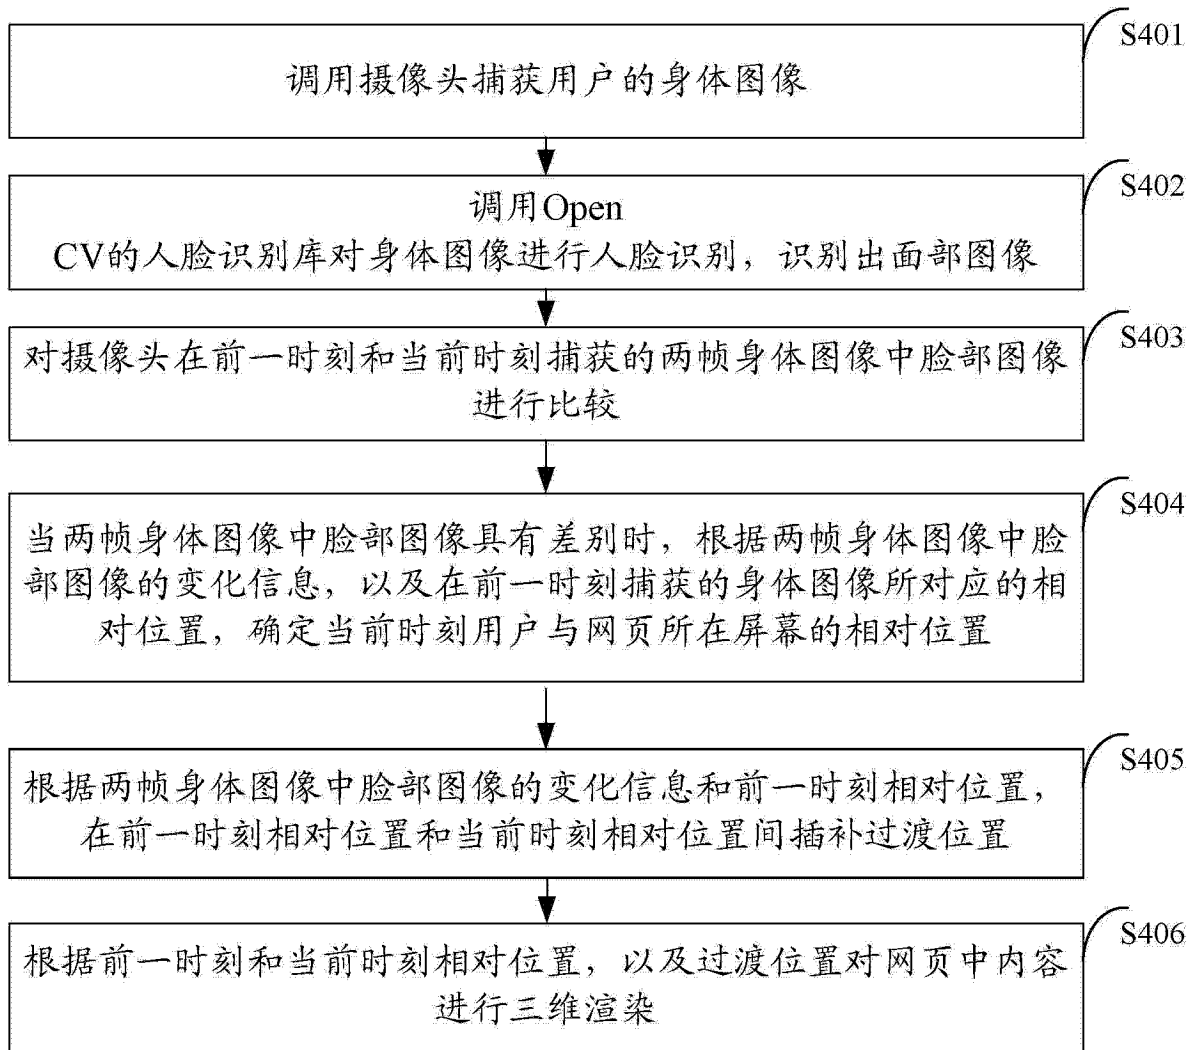 S401
调用摄像头捕获用户的身体图像
S402
调用Open
CV的人脸识别库对身体图像进行人脸识别，识别出面部图像
S403
对摄像头在前一时刻和当前时刻捕获的两帧身体图像中脸部图像
进行比较
S404
当两帧身体图像中脸部图像具有差别时，根据两帧身体图像中脸
部图像的变化信息，以及在前一时刻捕获的身体图像所对应的相
对位置，确定当前时刻用户与网页所在屏幕的相对位置
S405
根据两帧身体图像中脸部图像的变化信息和前一时刻相对位置，
在前一时刻相对位置和当前时刻相对位置间插补过渡位置
S406
根据前一时刻和当前时刻相对位置，以及过渡位置对网页中内容
进行三维渲染